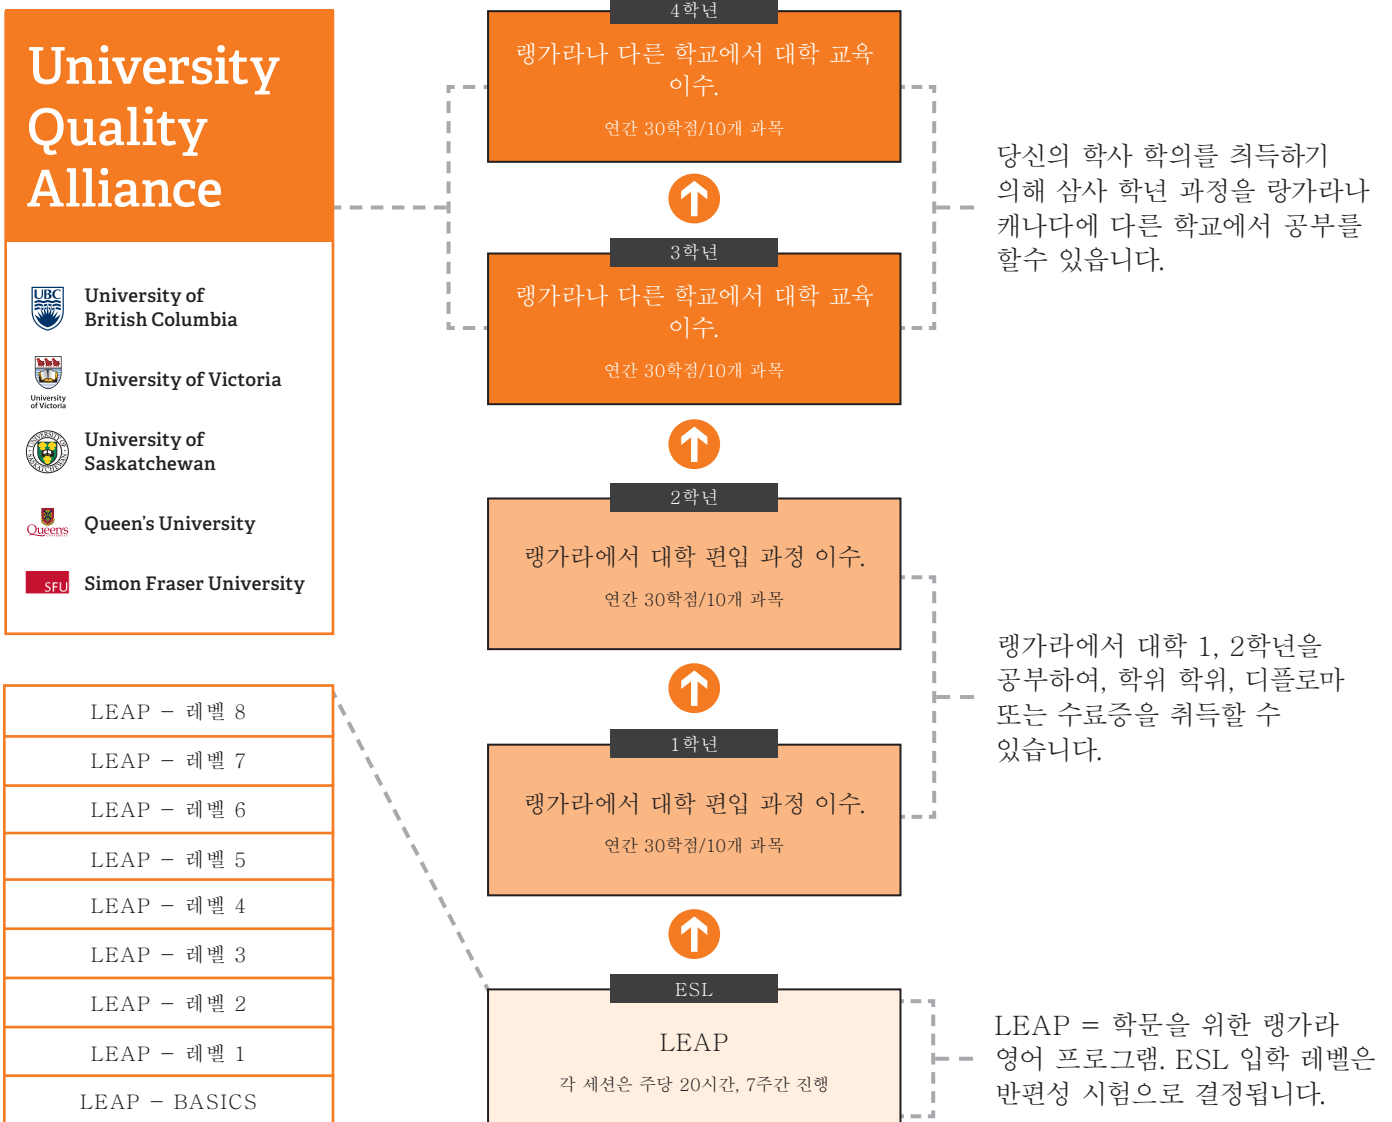 University
Quality
Alliance
UBC
University of
British Columbia
University
of Victoria
University of Victoria
UNIVERSITY OF
SASKATCHEWAN
University of
Saskatchewan
Queen's
UNIVERSITY
Queen's University
SFU
Simon Fraser University
LEAP - 레벨 8
LEAP - 레벨 7
LEAP - 레벨 6
LEAP - 레벨 5
LEAP - 레벨 4
LEAP - 레벨 3
LEAP - 레벨 2
LEAP - 레벨 1
LEAP - BASICS
4학년
랭가라나 다른 학교에서 대학 교육
이수.
연간 30학점/10개 과목
3학년
랭가라나 다른 학교에서 대학 교육
이수.
연간 30학점/10개 과목
2학년
랭가라에서 대학 편입 과정 이수.
연간 30학점/10개 과목
1학년
랭가라에서 대학 편입 과정 이수.
연간 30학점/10개 과목
ESL
LEAP
각 세션은 주당 20시간, 7주간 진행
당신의 학사 학의를 취득하기
의해 삼사 학년 과정을 랑가라나
캐나다에 다른 학교에서 공부를
할수 있읍니다.
랭가라에서 대학 1, 2학년을
공부하여, 학위 학위, 디플로마
또는 수료증을 취득할 수
있습니다.
LEAP = 학문을 위한 랭가라
영어 프로그램. ESL 입학 레벨은
반편성 시험으로 결정됩니다.